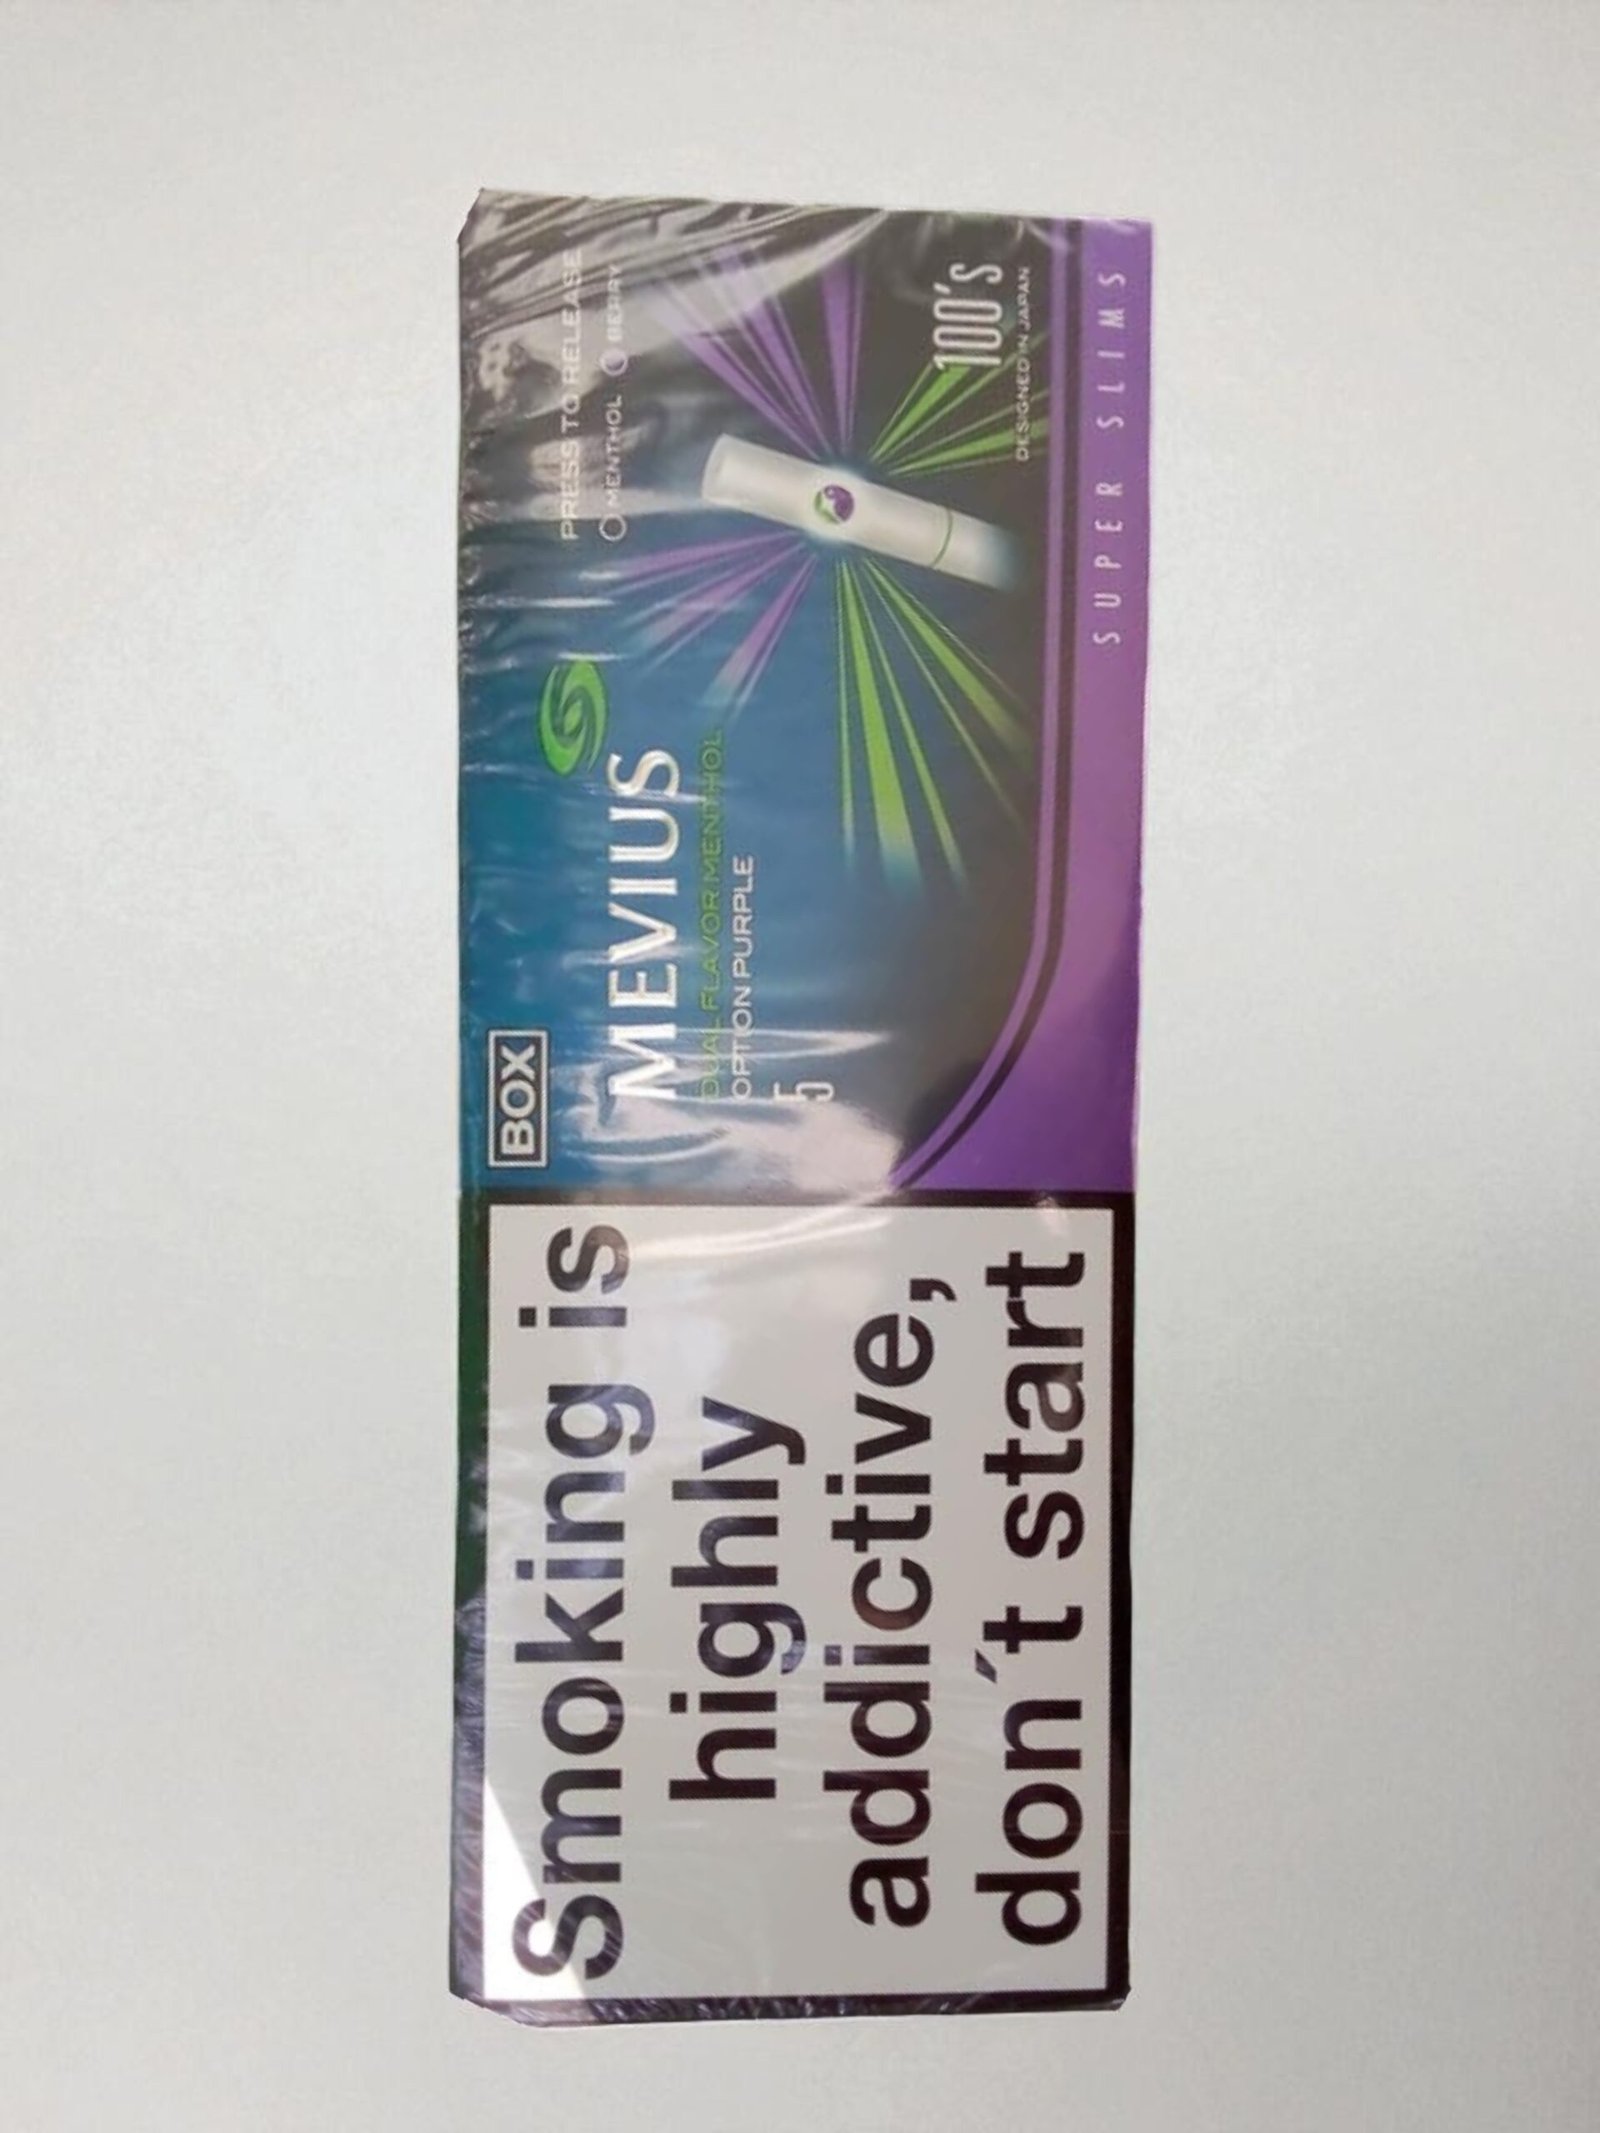 BOX
MEVIUS
DUAL FLAVOR MENTHOL
OPTION PURPLE
5
PRESS TO RELEASE
MENTHOL BERRY
100's
DESIGNED IN JAPAN
SUPER SLIMS
Smoking is
highly
addictive,
don´t start